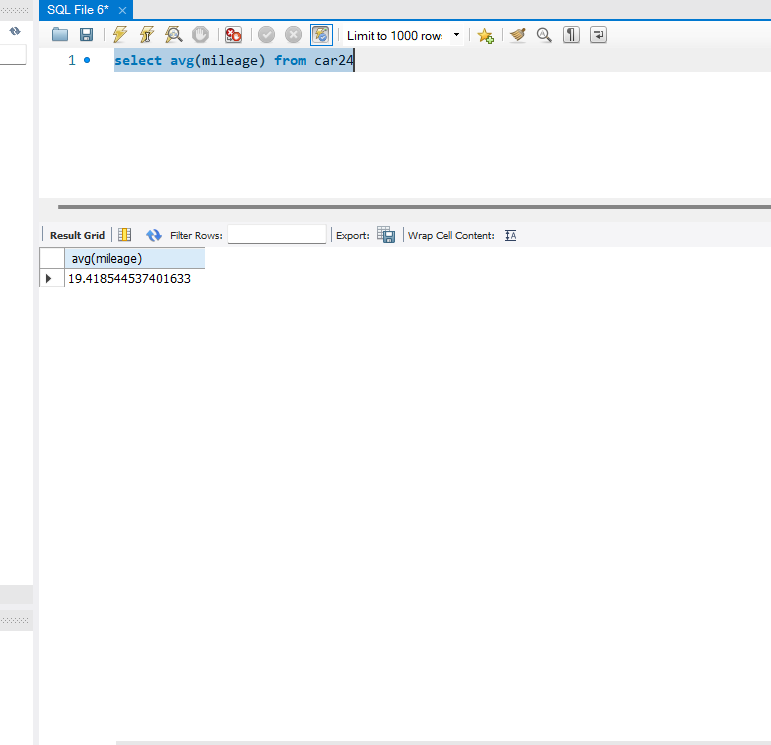 SQL File 6*
Limit to 1000 row
1
select avg(mileage) from car24
Result Grid
Filter Rows:
Export:
Wrap Cell Content:
avg(mileage)
19.418544537401633